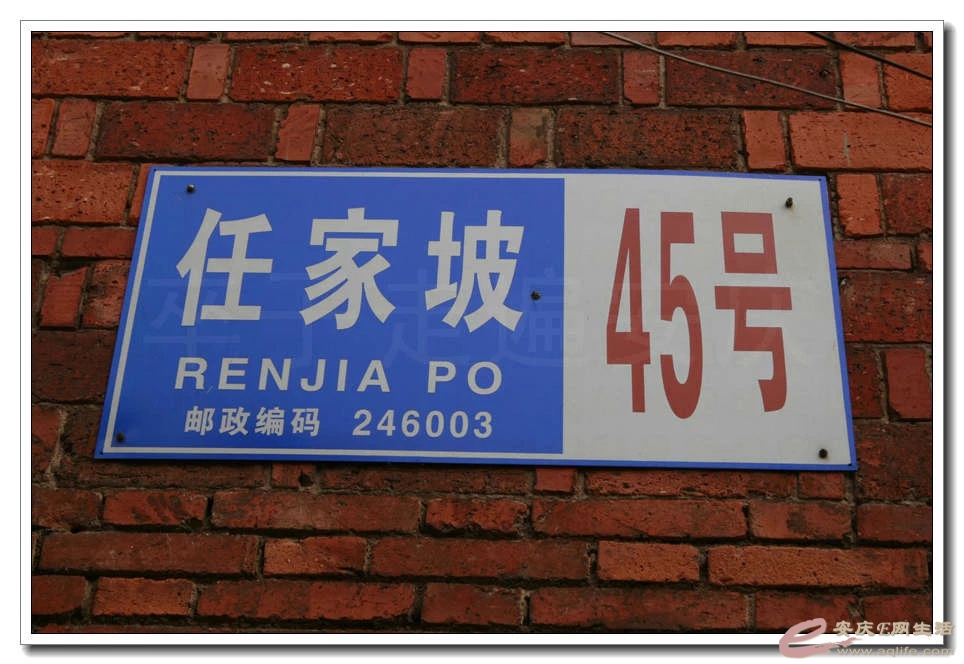 任家坡
RENJIA PO
邮政编码 246003
45号
安庆E网生活
www.aqlife.com